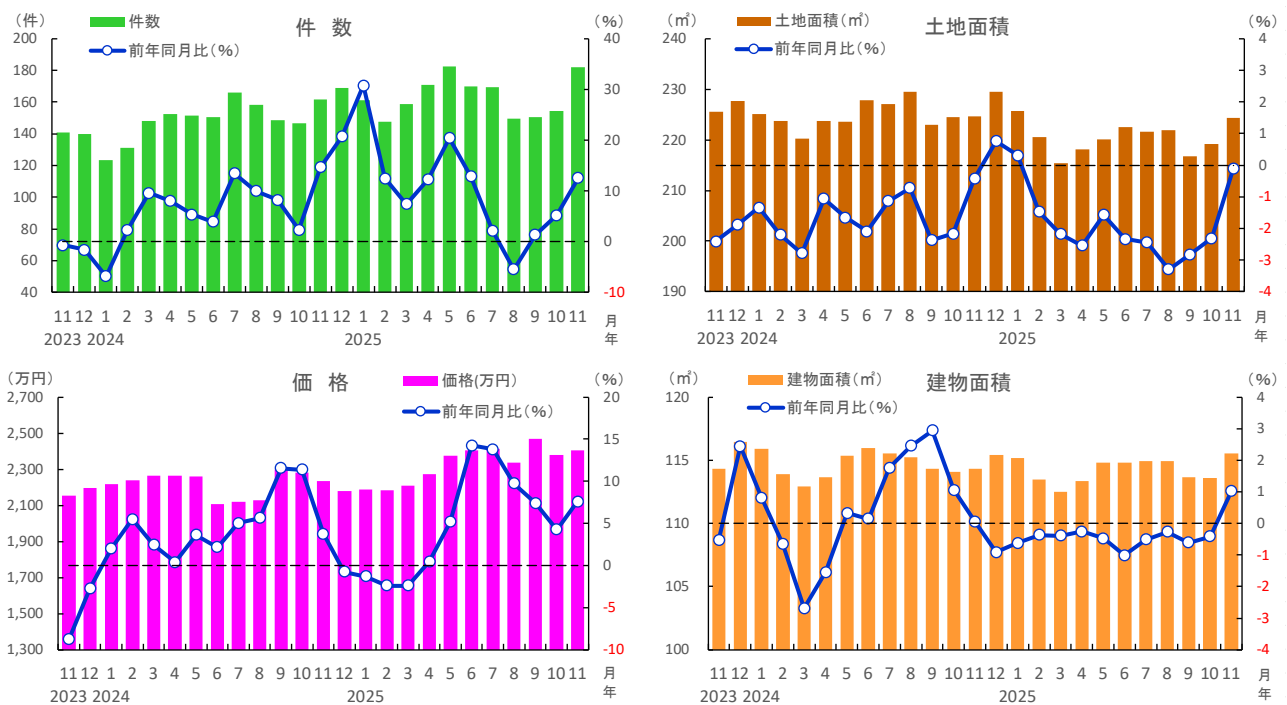 件 数
（件）
（%）
件数
前年同月比（%）
200
180
160
140
120
100
80
60
40
40
30
20
10
0
-10
11 12 1 2 3 4 5 6 7 8 9 10 11 12 1 2 3 4 5 6 7 8 9 10 11 月
2023 2024 2025 年
土地面積
（㎡）
（%）
土地面積（㎡）
前年同月比（%）
240
230
220
210
200
190
4
3
2
1
0
-1
-2
-3
-4
11 12 1 2 3 4 5 6 7 8 9 10 11 12 1 2 3 4 5 6 7 8 9 10 11 月
2023 2024 2025 年
価 格
（万円）
（%）
価格(万円）
前年同月比（%）
2,700
2,500
2,300
2,100
1,900
1,700
1,500
1,300
20
15
10
5
0
-5
-10
11 12 1 2 3 4 5 6 7 8 9 10 11 12 1 2 3 4 5 6 7 8 9 10 11 月
2023 2024 2025 年
建物面積
（㎡）
（%）
建物面積（㎡）
前年同月比（%）
120
115
110
105
100
4
3
2
1
0
-1
-2
-3
-4
11 12 1 2 3 4 5 6 7 8 9 10 11 12 1 2 3 4 5 6 7 8 9 10 11 月
2023 2024 2025 年